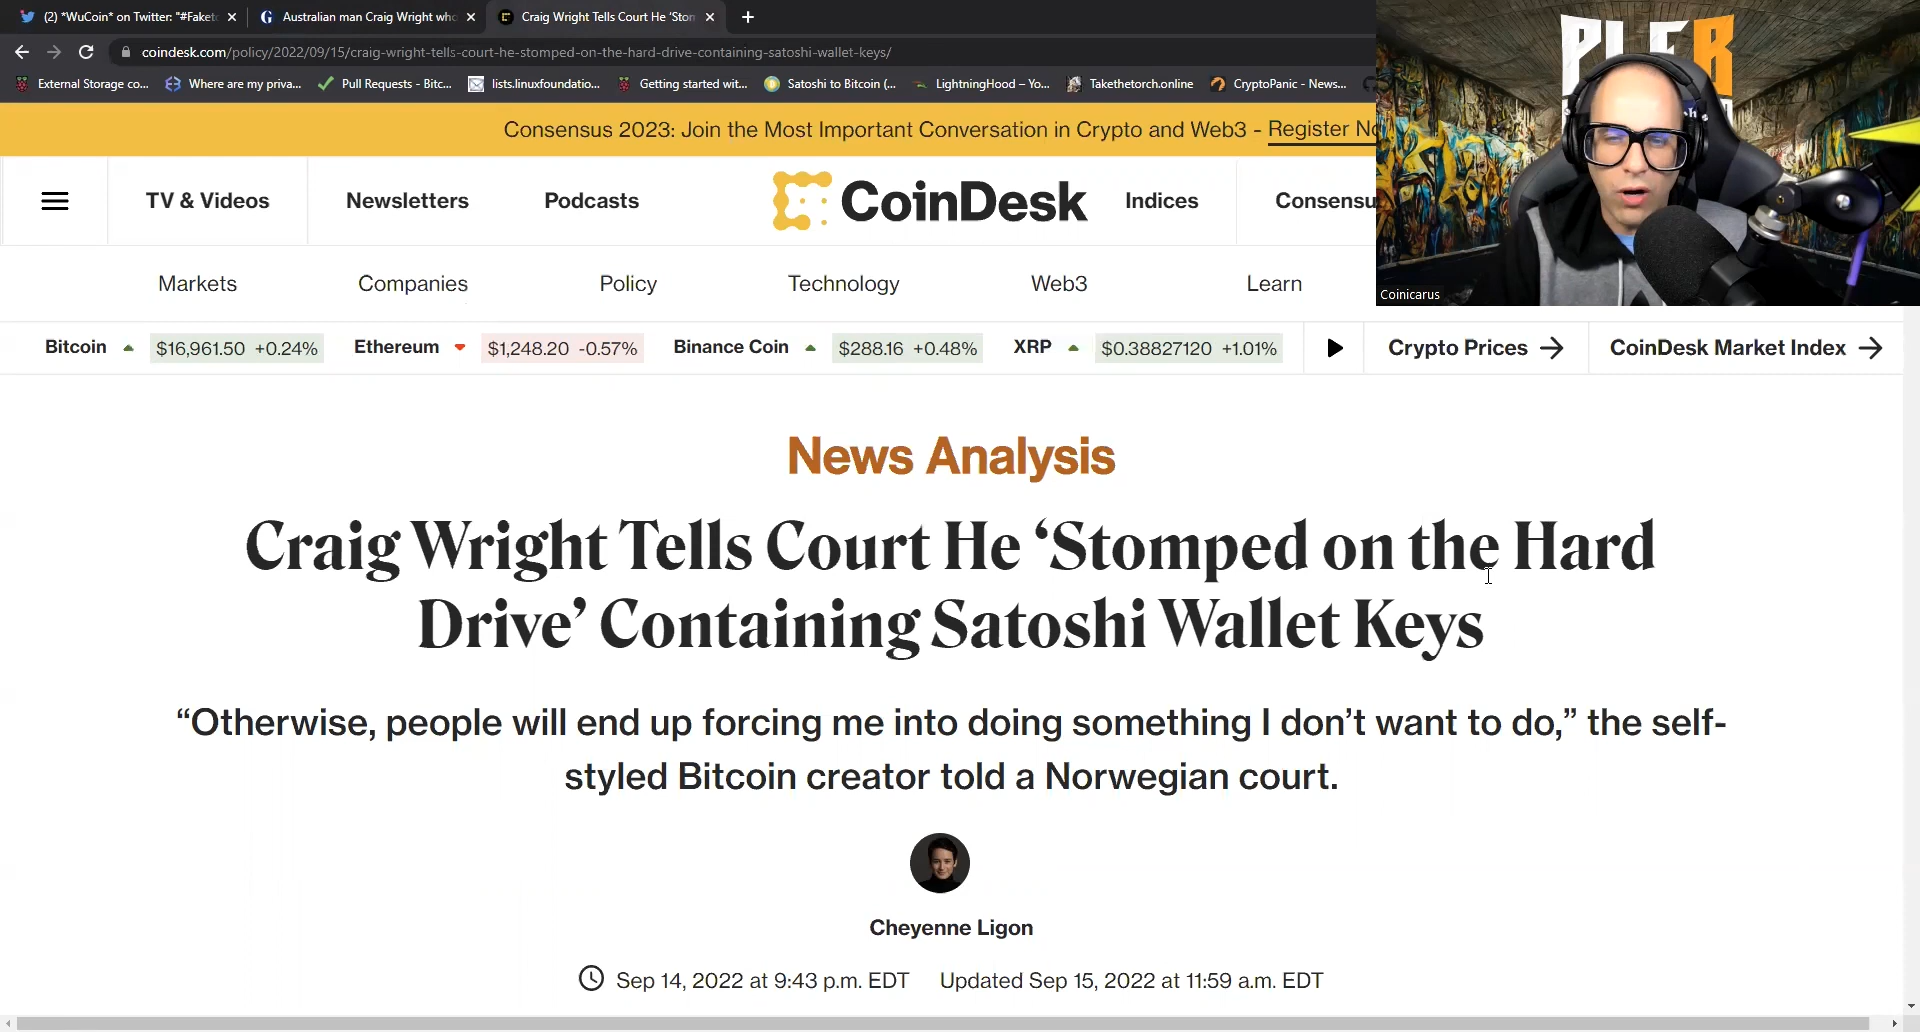 (2) *WuCoin* on Twitter: "#Faket
Australian man Craig Wright who
Craig Wright Tells Court He 'Stom
coindesk.com/policy/2022/09/15/craig-wright-tells-court-he-stomped-on-the-hard-drive-containing-satoshi-wallet-keys/
External Storage co...
Where are my priva...
Pull Requests - Bitc...
lists.linuxfoundatio...
Getting started wit...
Satoshi to Bitcoin (...
LightningHood – Yo...
Takethetorch.online
CryptoPanic - News...
PLEB
Consensus 2023: Join the Most Important Conversation in Crypto and Web3 - Register No
TV & Videos
Newsletters
Podcasts
CoinDesk
Indices
Consensu
Coinicarus
Markets
Companies
Policy
Technology
Web3
Learn
Bitcoin $16,961.50 +0.24%
Ethereum $1,248.20 -0.57%
Binance Coin $288.16 +0.48%
XRP $0.38827120 +1.01%
Crypto Prices →
CoinDesk Market Index →
News Analysis
Craig Wright Tells Court He ‘Stomped on the Hard
Drive’ Containing Satoshi Wallet Keys
“Otherwise, people will end up forcing me into doing something I don’t want to do,” the self-
styled Bitcoin creator told a Norwegian court.
Cheyenne Ligon
Sep 14, 2022 at 9:43 p.m. EDT
Updated Sep 15, 2022 at 11:59 a.m. EDT